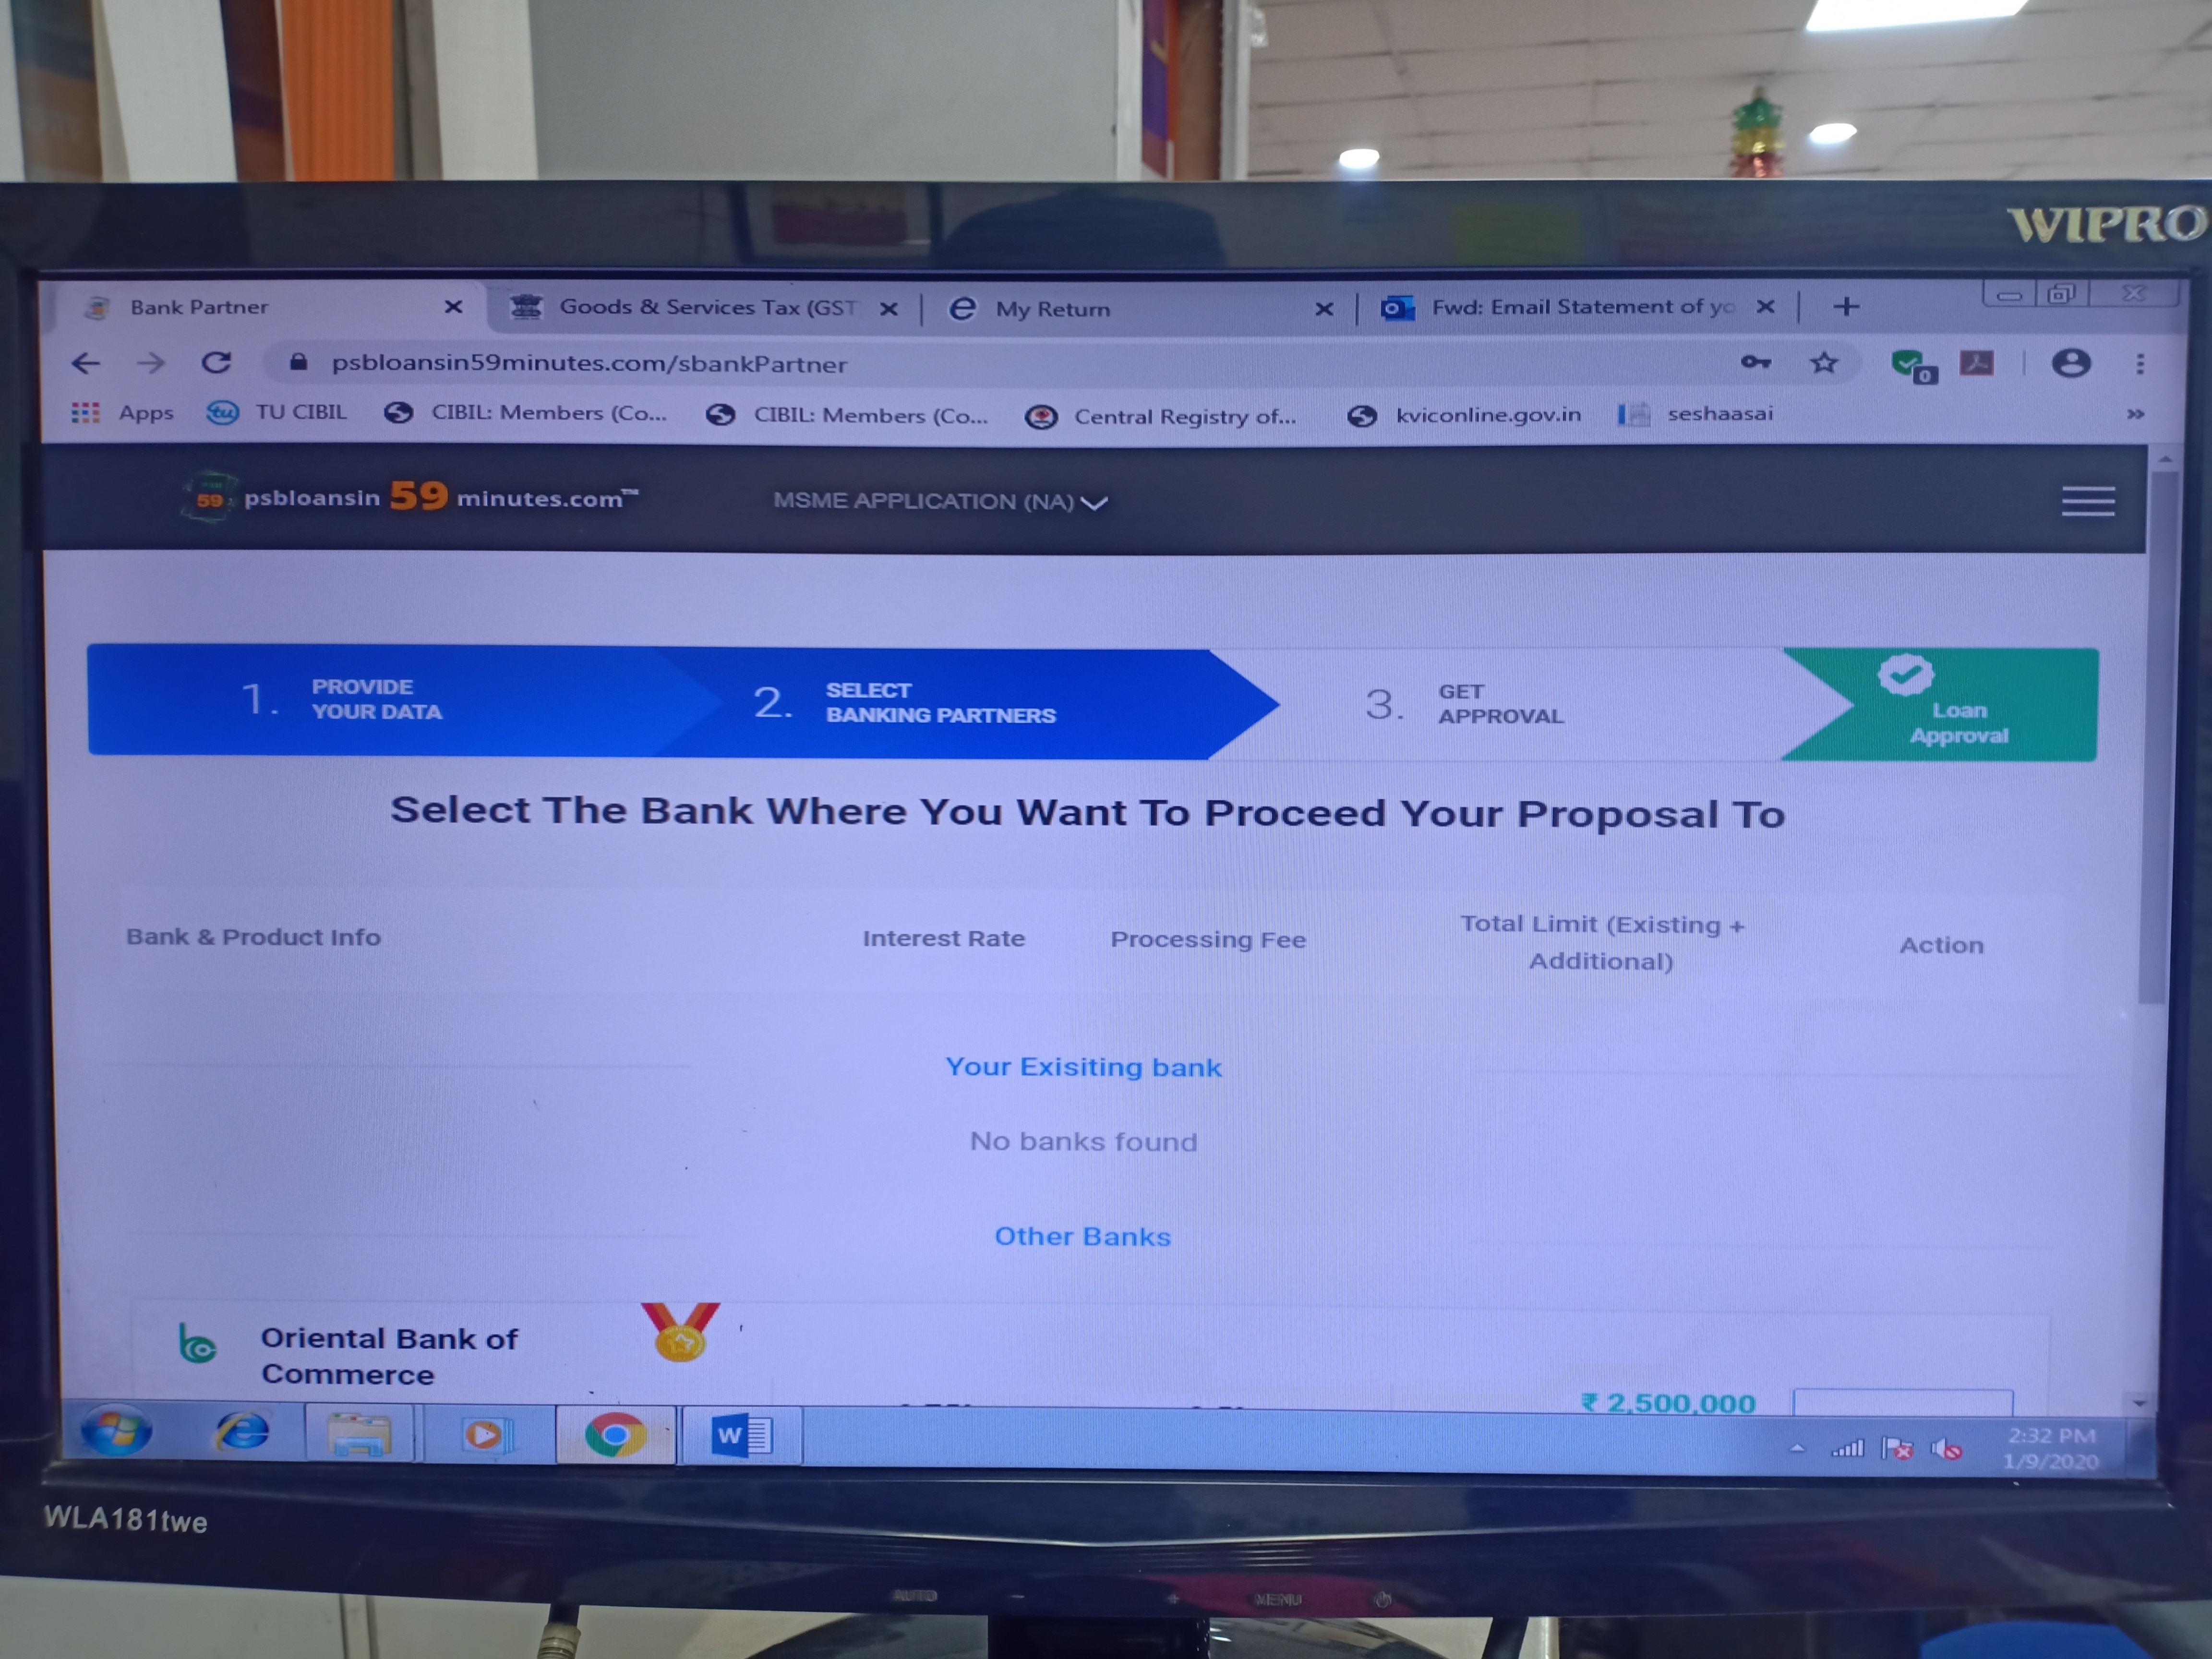 WIPRO
Bank Partner
Goods & Services Tax (GST
My Return
Fwd: Email Statement of yo
psbloansin59minutes.com/sbankPartner
0
Apps
tu
TU CIBIL
CIBIL: Members (Co...
CIBIL: Members (Co...
Central Registry of...
kviconline.gov.in
seshaasai
»
59
psbloansin 59 minutes.com™
MSME APPLICATION (NA)
1. PROVIDE
YOUR DATA
2. SELECT
BANKING PARTNERS
3. GET
APPROVAL
Loan
Approval
Select The Bank Where You Want To Proceed Your Proposal To
Bank & Product Info
Interest Rate
Processing Fee
Total Limit (Existing +
Additional)
Action
Your Exisiting bank
No banks found
Other Banks
Oriental Bank of
Commerce
₹ 2,500,000
W
2:32 PM
1/9/2020
WLA181twe
AUTO
MENU